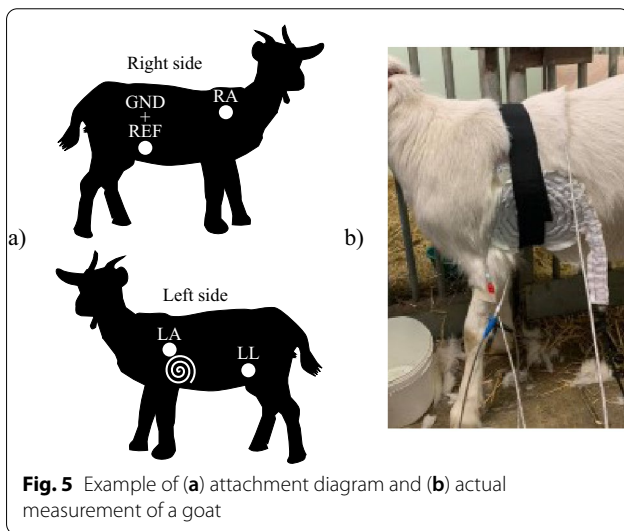 Right side
GND
+
REF
RA
a)
Left side
LA
LL
b)
Fig. 5 Example of (a) attachment diagram and (b) actual
measurement of a goat